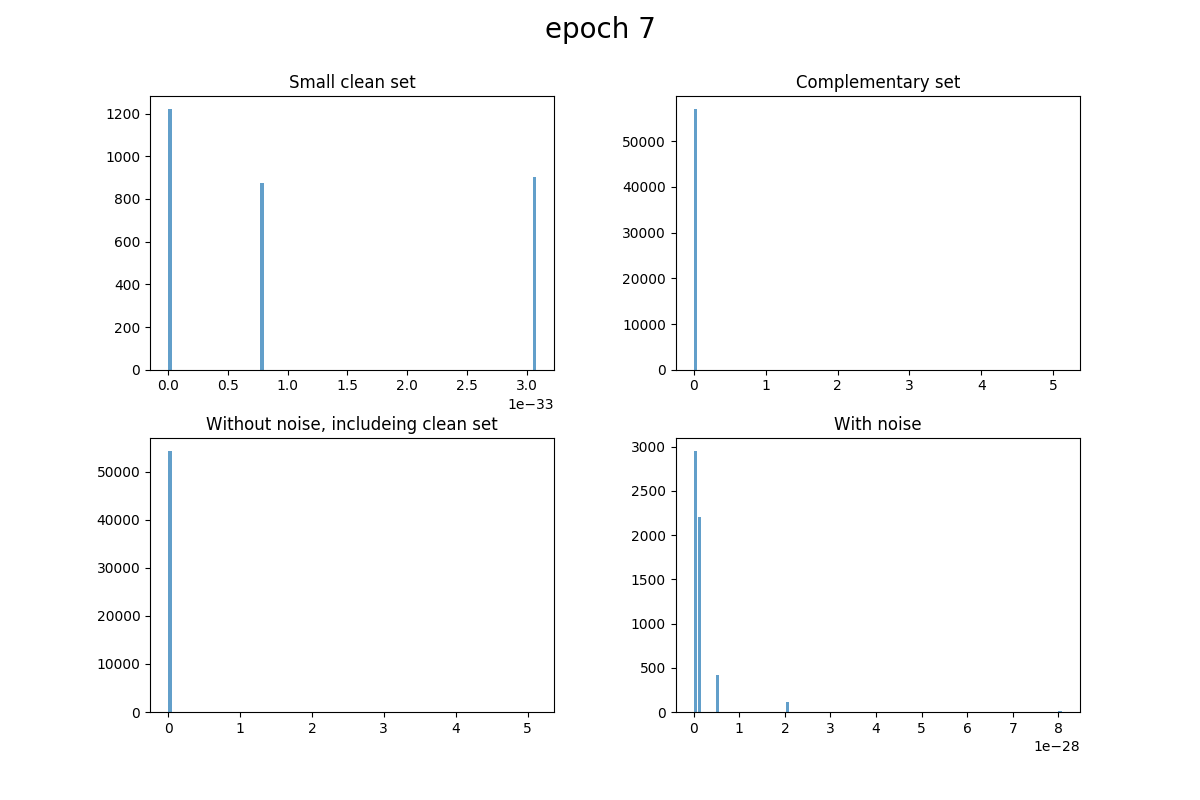 epoch 7
Small clean set
1200
1000
800
600
400
200
0
0.0 0.5 1.0 1.5 2.0 2.5 3.0
1e−33
Complementary set
50000
40000
30000
20000
10000
0
0 1 2 3 4 5
Without noise, includeing clean set
50000
40000
30000
20000
10000
0
0 1 2 3 4 5
With noise
3000
2500
2000
1500
1000
500
0
0 1 2 3 4 5 6 7 8
1e−28